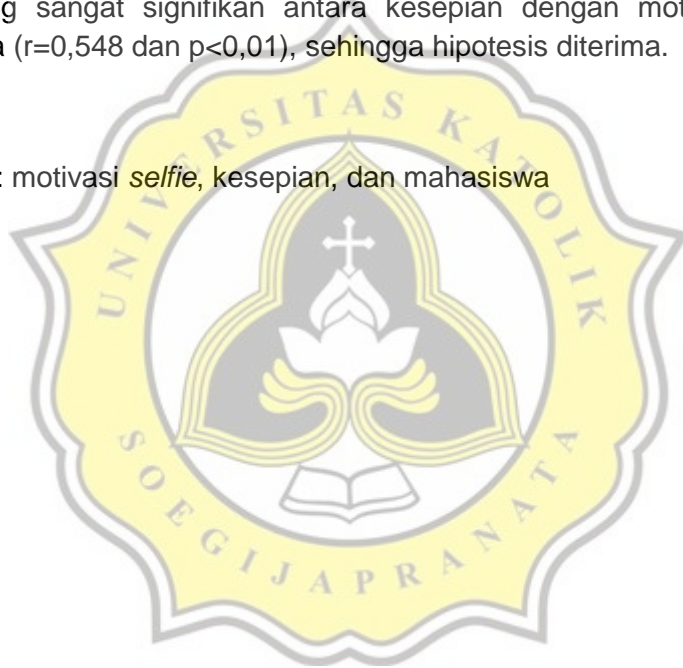 g sangat signifikan antara kesepian dengan mot
a (r=0,548 dan p<0,01), sehingga hipotesis diterima.
: motivasi selfie, kesepian, dan mahasiswa
UNIVERSITAS KATOLIK
SOEGIJAPRANATA